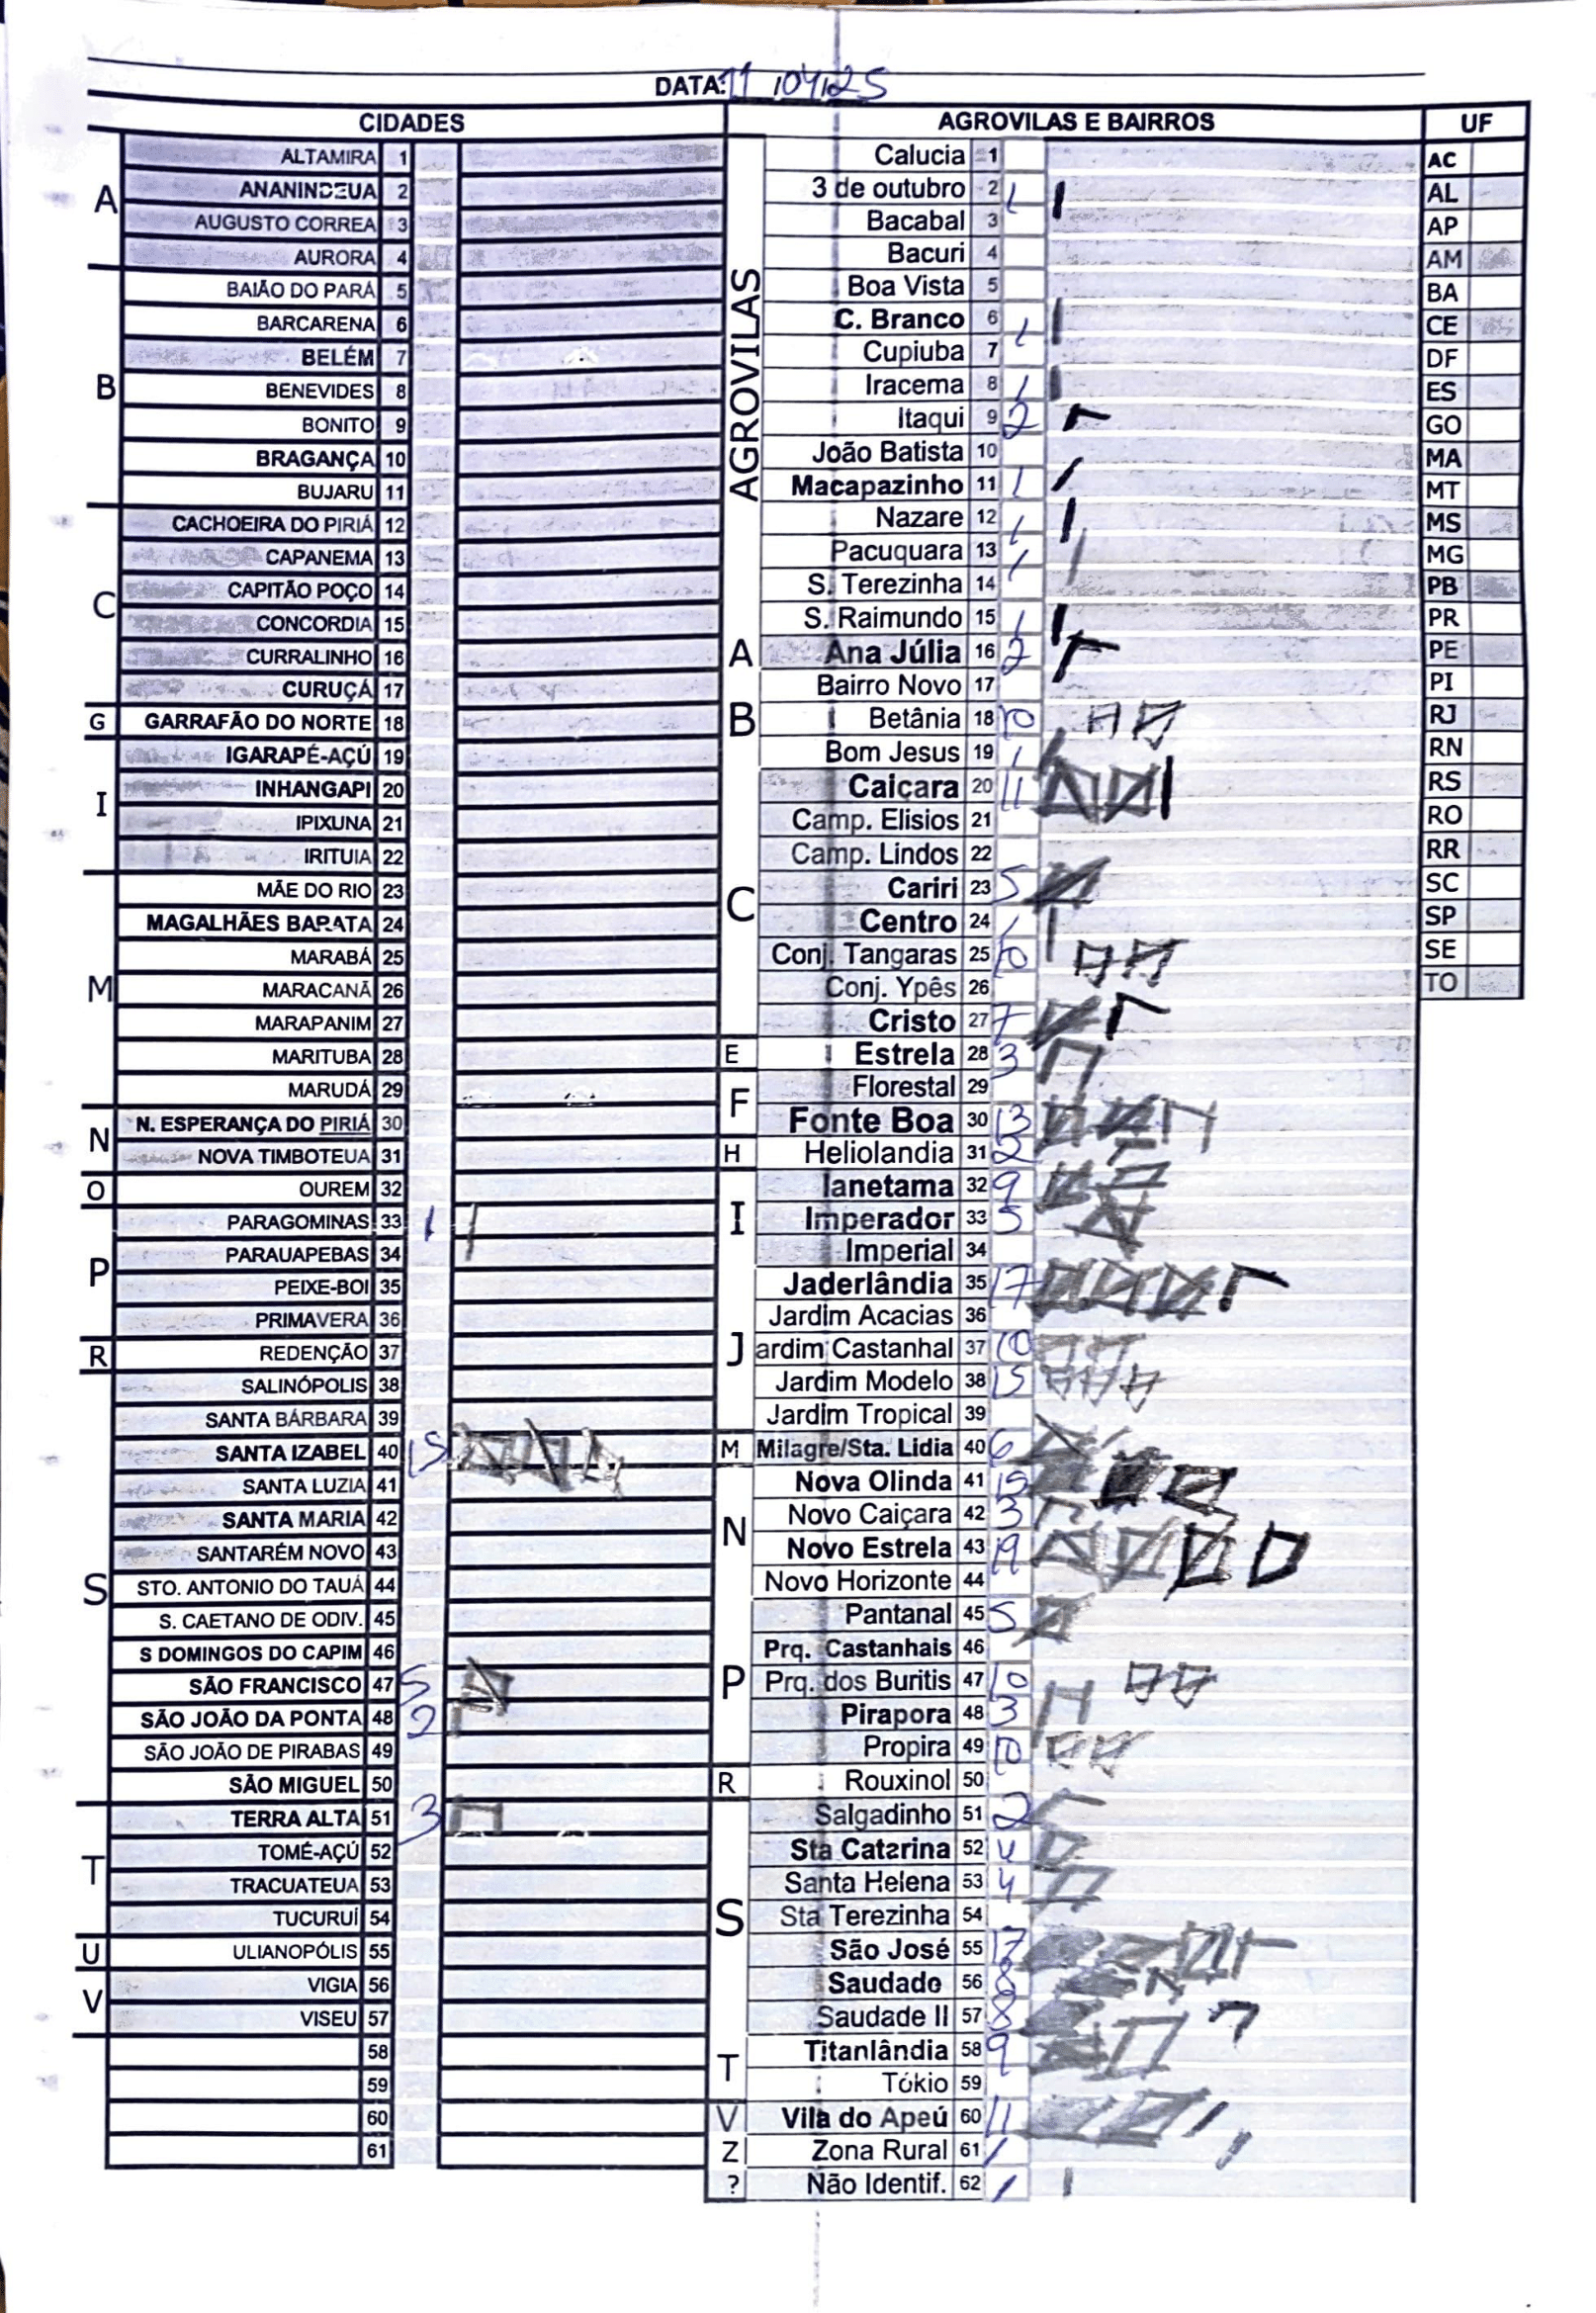 DATA: 11 /04/25
CIDADES
A
ALTAMIRA 1
ANANINDEUA 2
AUGUSTO CORREA 3
AURORA 4
B
BAIÃO DO PARÁ 5
BARCARENA 6
BELÉM 7
BENEVIDES 8
BONITO 9
BRAGANÇA 10
BUJARU 11
C
CACHOEIRA DO PIRIÁ 12
CAPANEMA 13
CAPITÃO POÇO 14
CONCORDIA 15
CURRALINHO 16
CURUÇÁ 17
G
GARRAFÃO DO NORTE 18
I
IGARAPÉ-AÇÚ 19
INHANGAPI 20
IPIXUNA 21
IRITUIA 22
M
MÃE DO RIO 23
MAGALHÃES BARATA 24
MARABÁ 25
MARACANÃ 26
MARAPANIM 27
MARITUBA 28
MARUDÁ 29
N
N. ESPERANÇA DO PIRIÁ 30
NOVA TIMBOTEUA 31
O
OUREM 32
P
PARAGOMINAS 33 1
PARAUAPEBAS 34
PEIXE-BOI 35
PRIMAVERA 36
R
REDENÇÃO 37
S
SALINÓPOLIS 38
SANTA BÁRBARA 39
SANTA IZABEL 40 15
SANTA LUZIA 41
SANTA MARIA 42
SANTARÉM NOVO 43
STO. ANTONIO DO TAUÁ 44
S. CAETANO DE ODIV. 45
S DOMINGOS DO CAPIM 46
SÃO FRANCISCO 47 5
SÃO JOÃO DA PONTA 48 2
SÃO JOÃO DE PIRABAS 49
SÃO MIGUEL 50
T
TERRA ALTA 51 3
TOMÉ-AÇÚ 52
TRACUATEUA 53
TUCURUÍ 54
U
ULIANOPÓLIS 55
V
VIGIA 56
VISEU 57
58
59
60
61
AGROVILAS E BAIRROS
AGROVILAS
Calucia 1
3 de outubro 2 1
Bacabal 3
Bacuri 4
Boa Vista 5
C. Branco 6 1
Cupiuba 7
Iracema 8 1
Itaqui 9 2
João Batista 10
Macapazinho 11 1
Nazare 12 1
Pacuquara 13 1
S. Terezinha 14
S. Raimundo 15 1
A
Ana Júlia 16 2
B
Bairro Novo 17
Betânia 18 10
Bom Jesus 19 1
C
Caiçara 20 11
Camp. Elisios 21
Camp. Lindos 22
Cariri 23 5
Centro 24 1
Conj. Tangaras 25 10
Conj. Ypês 26
Cristo 27 7
E
Estrela 28 3
F
Florestal 29
Fonte Boa 30 13
H
Heliolandia 31 2
I
Ianetama 32 9
Imperador 33 5
Imperial 34
J
Jaderlândia 35 17
Jardim Acacias 36
ardim Castanhal 37 10
Jardim Modelo 38 15
Jardim Tropical 39
M
Milagre/Sta. Lidia 40 6
N
Nova Olinda 41 15
Novo Caiçara 42 3
Novo Estrela 43 19
Novo Horizonte 44
P
Pantanal 45 5
Prq. Castanhais 46
Prq. dos Buritis 47 10
Pirapora 48 3
Propira 49 10
R
Rouxinol 50
S
Salgadinho 51 2
Sta Catarina 52 4
Santa Helena 53 4
Sta Terezinha 54
São José 55 17
Saudade 56 8
Saudade II 57 8
T
Titanlândia 58 9
Tókio 59
V
Vila do Apeú 60 11
Z
Zona Rural 61 1
?
Não Identif. 62 1
UF
AC
AL
AP
AM
BA
CE
DF
ES
GO
MA
MT
MS
MG
PB
PR
PE
PI
RJ
RN
RS
RO
RR
SC
SP
SE
TO